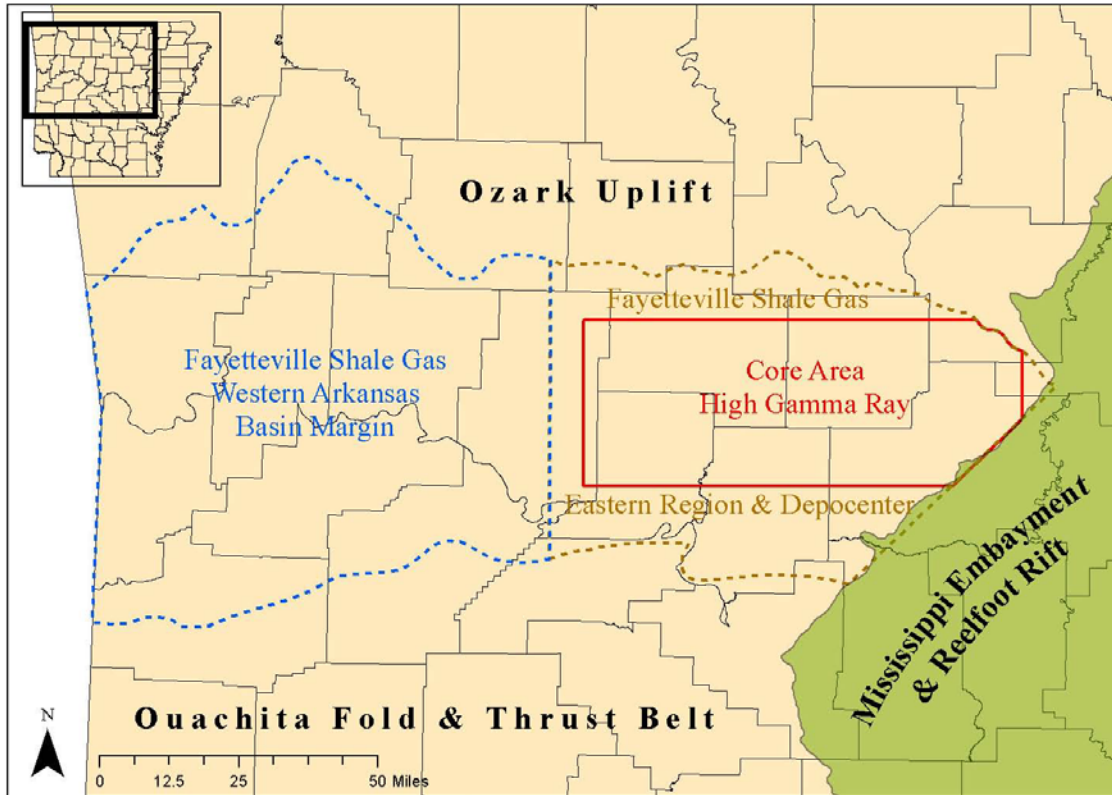 Ozark Uplift
Fayetteville Shale Gas
Core Area
High Gamma Ray
Fayetteville Shale Gas
Western Arkansas
Basin Margin
Eastern Region & Depocenter
Mississippi Embayment
& Reelfoot Rift
Ouachita Fold & Thrust Belt
N
0 12.5 25 50 Miles